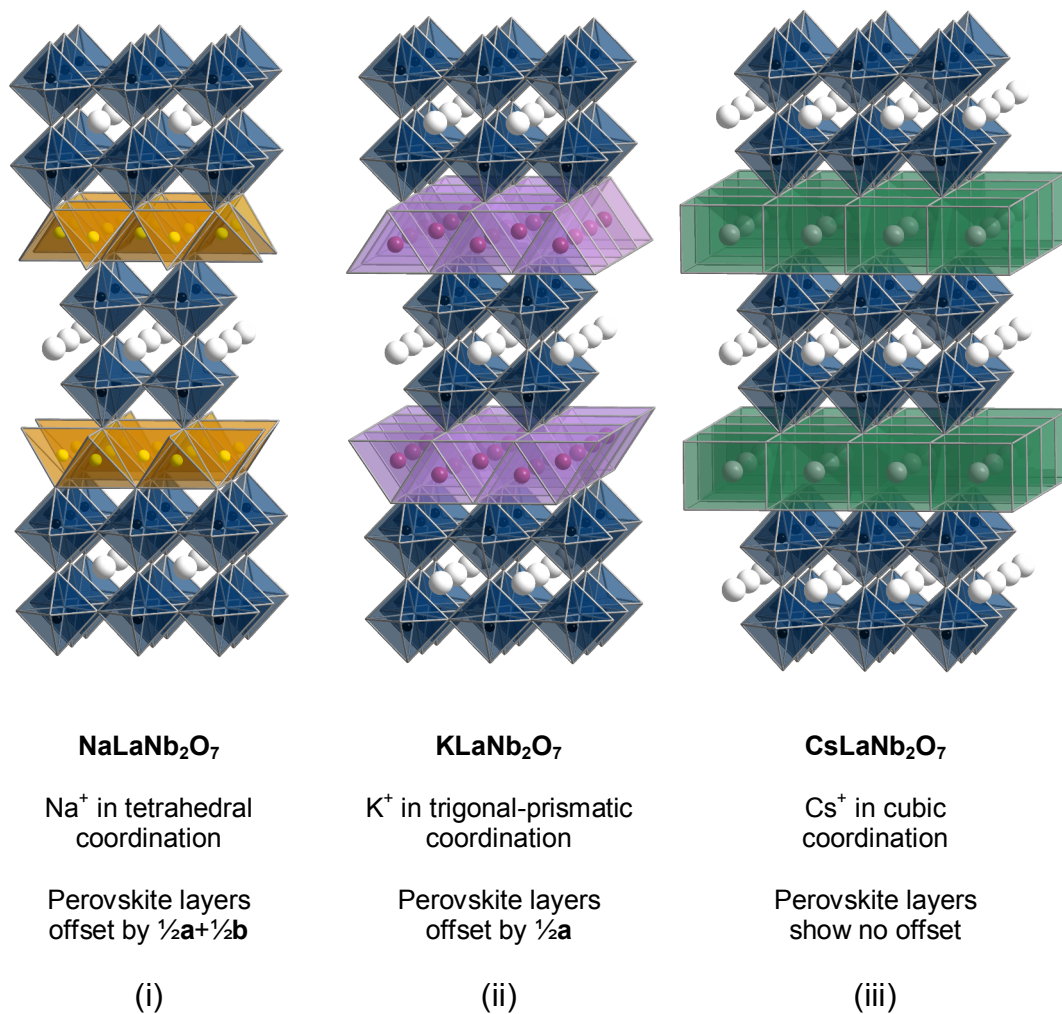 NaLaNb₂O₇ KLaNb₂O₇ CsLaNb₂O₇
Na⁺ in tetrahedral K⁺ in trigonal-prismatic Cs⁺ in cubic
coordination coordination coordination
Perovskite layers Perovskite layers Perovskite layers
offset by ½a+½b offset by ½a show no offset
(i) (ii) (iii)